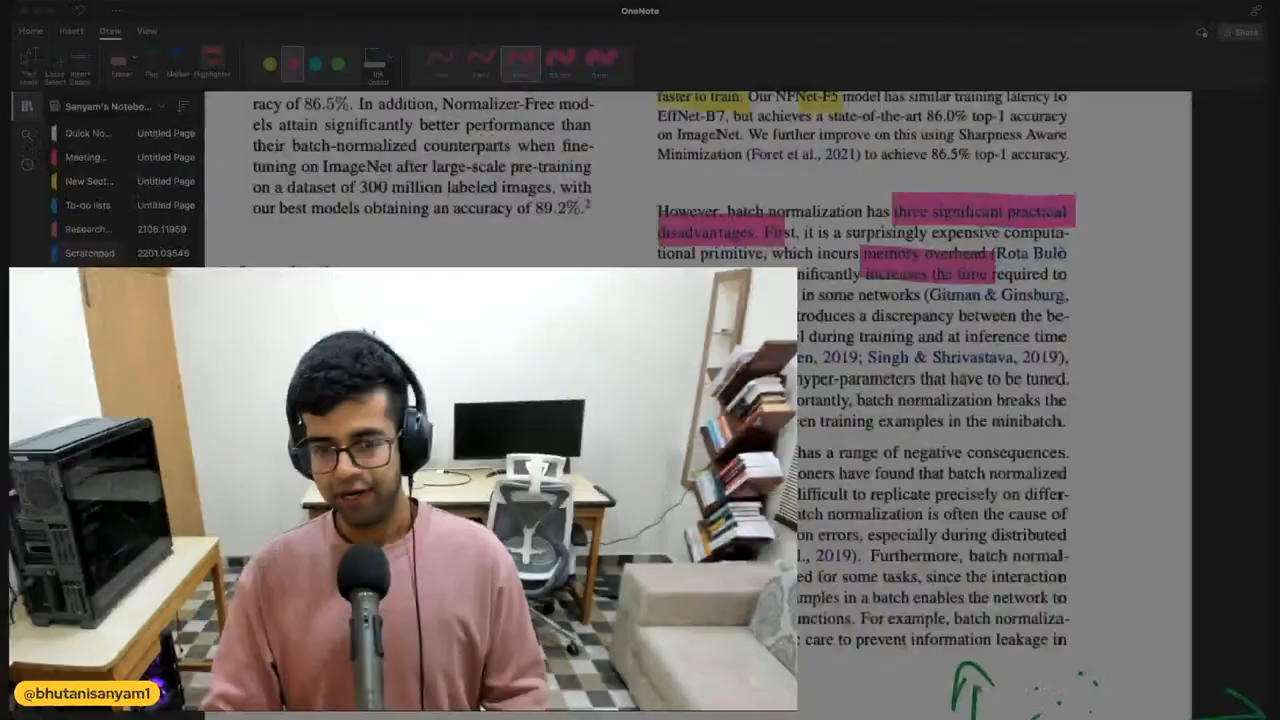 OneNote
Home Insert Draw View
Share
Eraser Pen Marker Highlighter
Ink
Colour
Sanyam's Notebo...
Quick No... Untitled Page
Meeting... Untitled Page
New Sect... Untitled Page
To-do lists Untitled Page
Research... 2106.11959
Scratchpad 2201.03545
racy of 86.5%. In addition, Normalizer-Free mod-
els attain significantly better performance than
their batch-normalized counterparts when fine-
tuning on ImageNet after large-scale pre-training
on a dataset of 300 million labeled images, with
our best models obtaining an accuracy of 89.2%.2
faster to train. Our NFNet-F5 model has similar training latency to
EffNet-B7, but achieves a state-of-the-art 86.0% top-1 accuracy
on ImageNet. We further improve on this using Sharpness Aware
Minimization (Foret et al., 2021) to achieve 86.5% top-1 accuracy.
However, batch normalization has three significant practical
disadvantages. First, it is a surprisingly expensive computa-
tional primitive, which incurs memory overhead (Rota Bulò
nificantly increases the time required to
in some networks (Gitman & Ginsburg,
troduces a discrepancy between the be-
l during training and at inference time
en, 2019; Singh & Shrivastava, 2019),
hyper-parameters that have to be tuned.
ortantly, batch normalization breaks the
en training examples in the minibatch.
has a range of negative consequences.
oners have found that batch normalized
difficult to replicate precisely on differ-
atch normalization is often the cause of
on errors, especially during distributed
l., 2019). Furthermore, batch normal-
ed for some tasks, since the interaction
amples in a batch enables the network to
nctions. For example, batch normaliza-
care to prevent information leakage in
@bhutanisanyam1